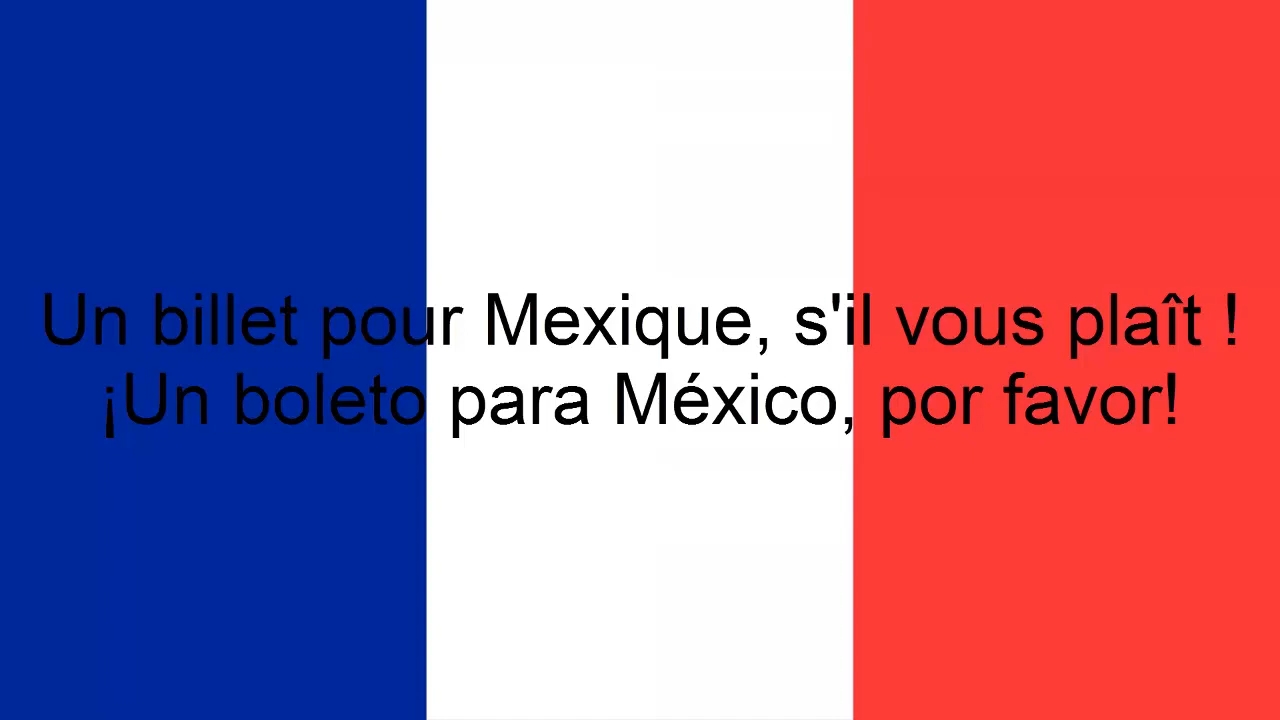 Un billet pour Mexique, s'il vous plaît !
¡Un boleto para México, por favor!